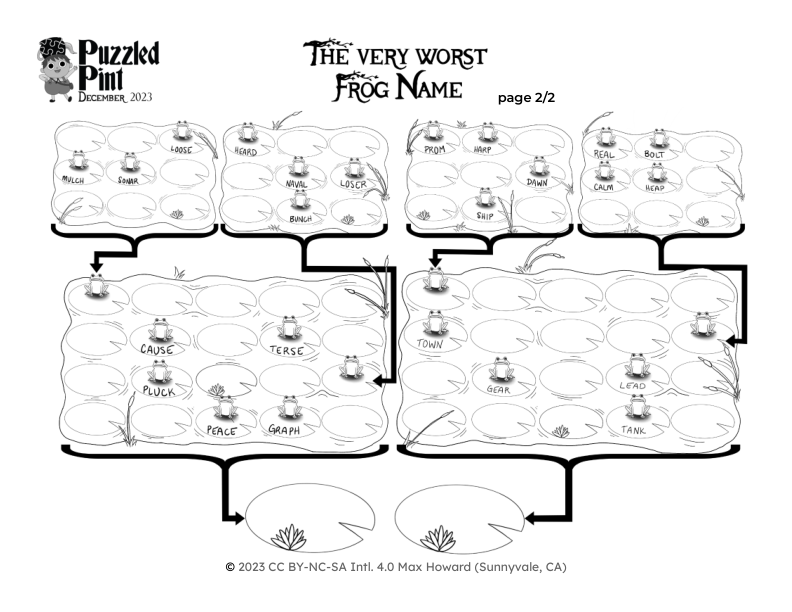 Puzzled
Pint
December 2023
The very worst
Frog Name
page 2/2
LOOSE
MULCH SONAR
HEARD
NAVAL LOSER
BUNCH
PROM HARP
DAWN
SHIP
REAL BOLT
CALM HEAP
CAUSE TERSE
PLUCK
PEACE GRAPH
TOWN
GEAR LEAD
TANK
© 2023 CC BY-NC-SA Intl. 4.0 Max Howard (Sunnyvale, CA)